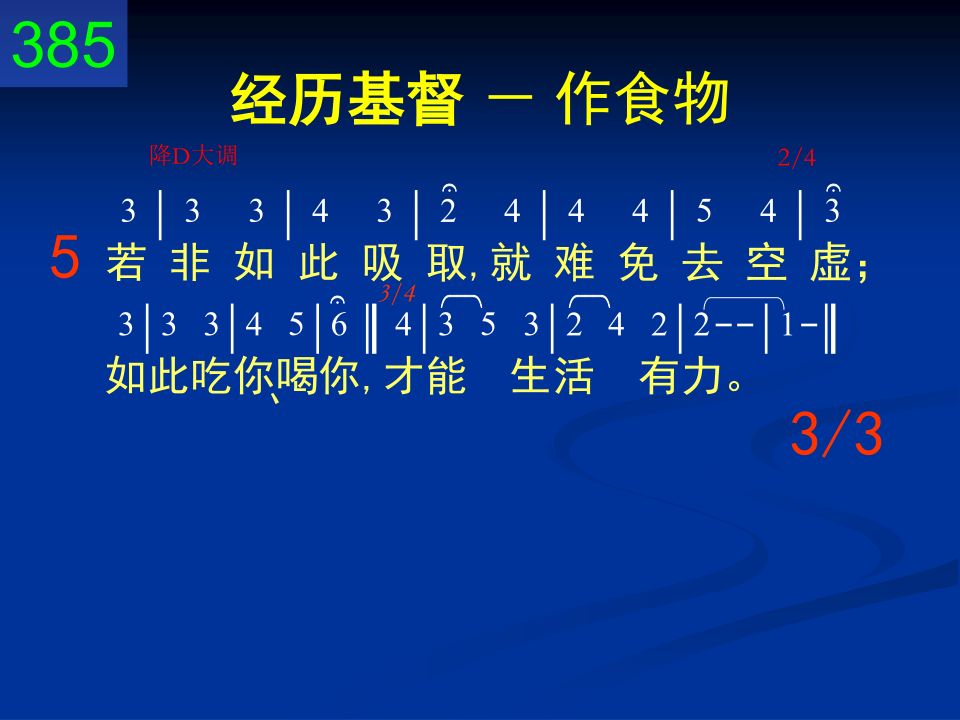 385
经历基督 － 作食物
降D大调 2/4
3 | 3 3 | 4 3 | 2 4 | 4 4 | 5 4 | 3
5 若非如此吸取,就难免去空虚；
3/4
3 | 3 3 | 4 5 | 6 ‖ 4 | 3 5 3 | 2 4 2 | 2－－| 1－‖
如此吃你、喝你,才能 生活 有力。
3/3